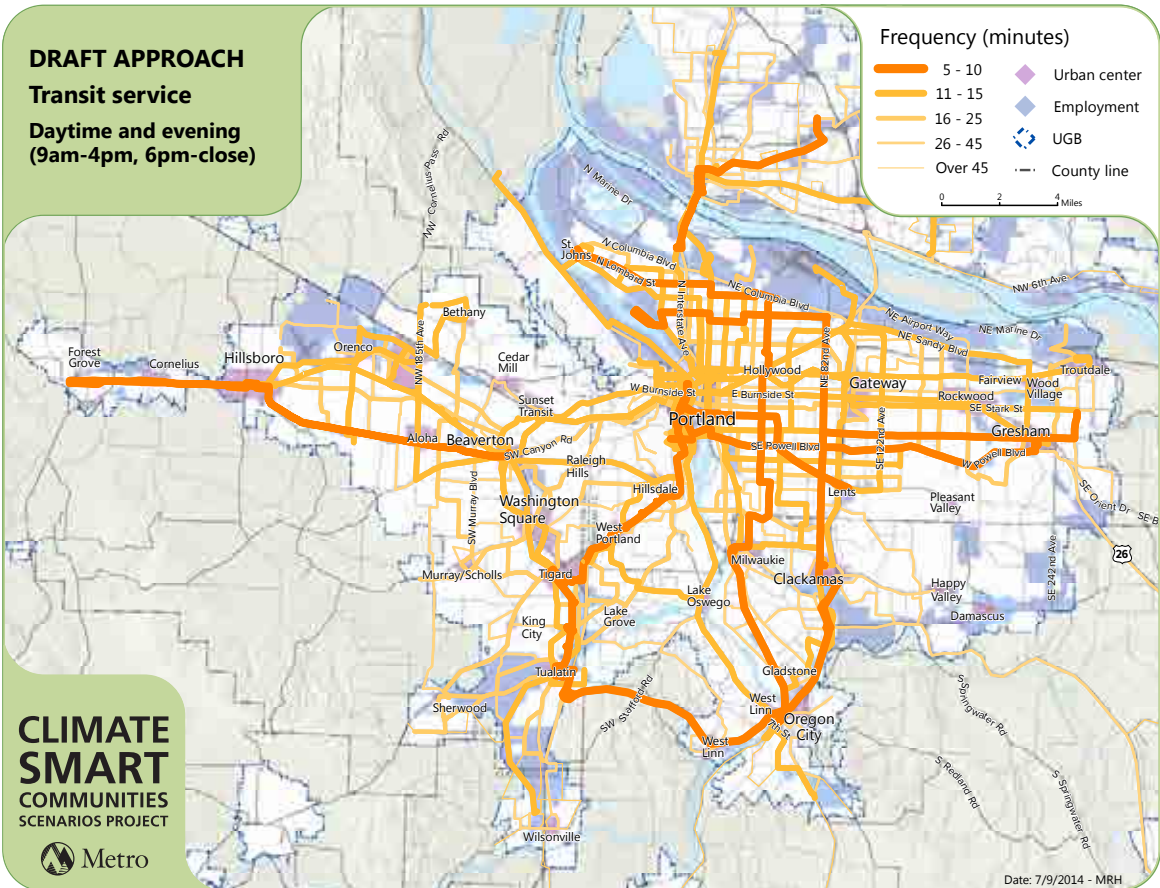 DRAFT APPROACH
Transit service
Daytime and evening
(9am-4pm, 6pm-close)
Frequency (minutes)
5 - 10
11 - 15
16 - 25
26 - 45
Over 45
Urban center
Employment
UGB
County line
0 2 4 Miles
NW Cornelius Pass Rd
N Marine Dr
St.
Johns
N Columbia Blvd
N Lombard St
N Interstate Ave
NE Columbia Blvd
NW 6th Ave
NE Airport Way
NE Marine Dr
NE Sandy Blvd
NE 82nd Ave
Bethany
NW 185th Ave
Forest
Grove
Cornelius
Hillsboro
Orenco
Cedar
Mill
Sunset
Transit
W Burnside St
Hollywood
E Burnside St
Gateway
Fairview
Wood
Village
Troutdale
Rockwood
SE Stark St
Portland
Aloha
Beaverton
SW Canyon Rd
Raleigh
Hills
SE Powell Blvd
SE 122nd Ave
Gresham
W Powell Blvd
SW Murray Blvd
Washington
Square
Hillsdale
Lents
Pleasant
Valley
SE Orient Dr
SE B
West
Portland
Milwaukie
26
SE 242nd Ave
Murray/Scholls
Tigard
Clackamas
Happy
Valley
Damascus
King
City
Lake
Grove
Lake
Oswego
Tualatin
Gladstone
SW Stafford Rd
Sherwood
West
Linn
Oregon
City
7th St
West
Linn
S Springwater Rd
S Redland Rd
S Springwater Rd
Wilsonville
CLIMATE
SMART
COMMUNITIES
SCENARIOS PROJECT
Metro
Date: 7/9/2014 - MRH